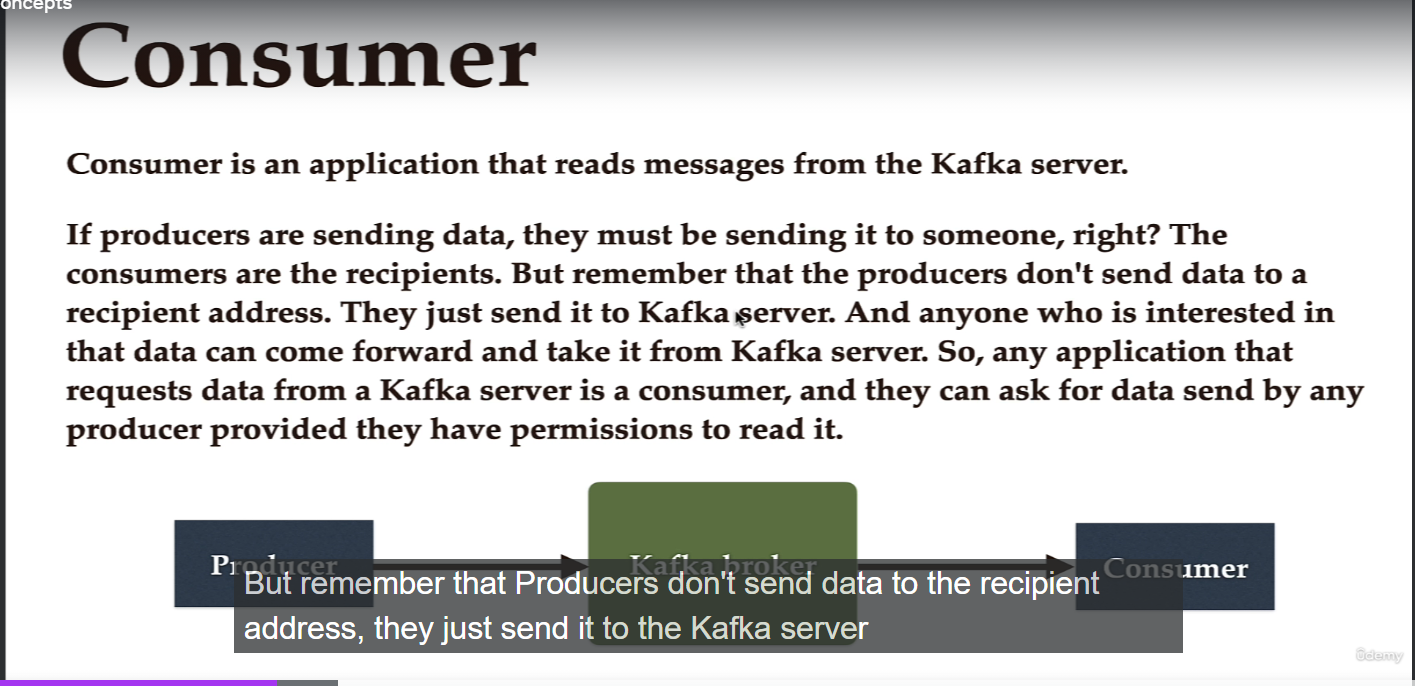 oncepts
Consumer
Consumer is an application that reads messages from the Kafka server.
If producers are sending data, they must be sending it to someone, right? The
consumers are the recipients. But remember that the producers don't send data to a
recipient address. They just send it to Kafka server. And anyone who is interested in
that data can come forward and take it from Kafka server. So, any application that
requests data from a Kafka server is a consumer, and they can ask for data send by any
producer provided they have permissions to read it.
Producer
Kafka broker
Consumer
But remember that Producers don't send data to the recipient
address, they just send it to the Kafka server
ûdemy